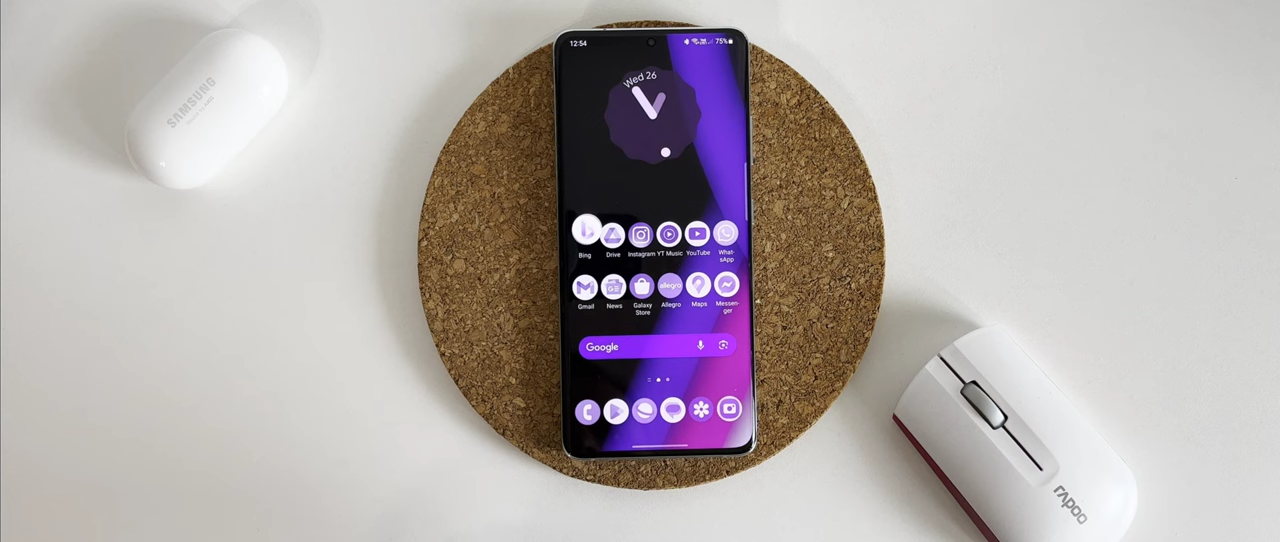 SAMSUNG
12:54
75%
Wed 26
Bing
Drive
Instagram
YT Music
YouTube
What-
sApp
Gmail
News
Galaxy
Store
allegro
Allegro
Maps
Messen-
ger
Google
rapoo